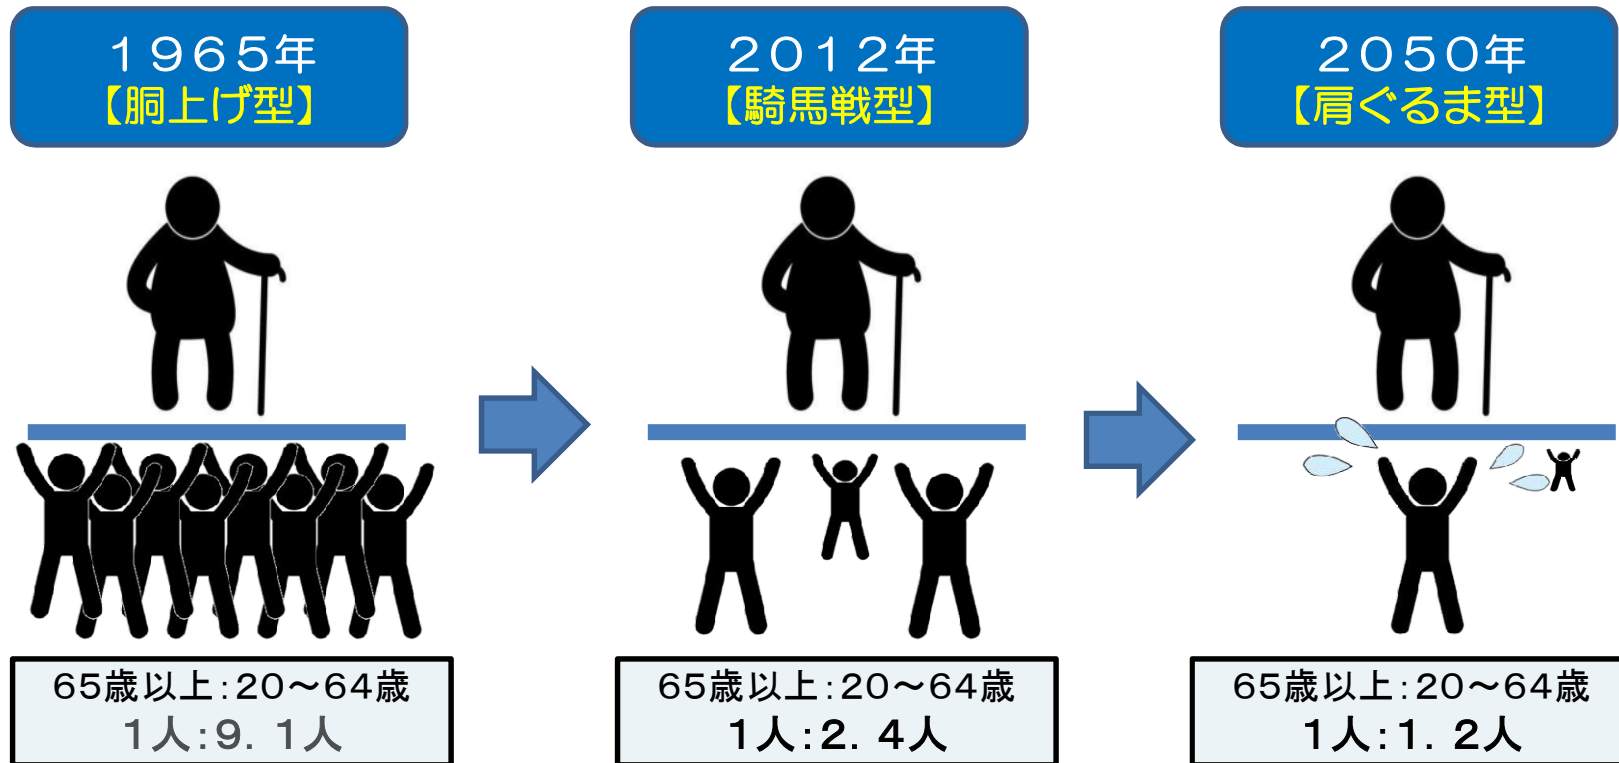 １９６５年
【胴上げ型】
２０１２年
【騎馬戦型】
２０５０年
【肩ぐるま型】
65歳以上：20～64歳
1人：9．1人
65歳以上：20～64歳
1人：2．4人
65歳以上：20～64歳
1人：1．2人